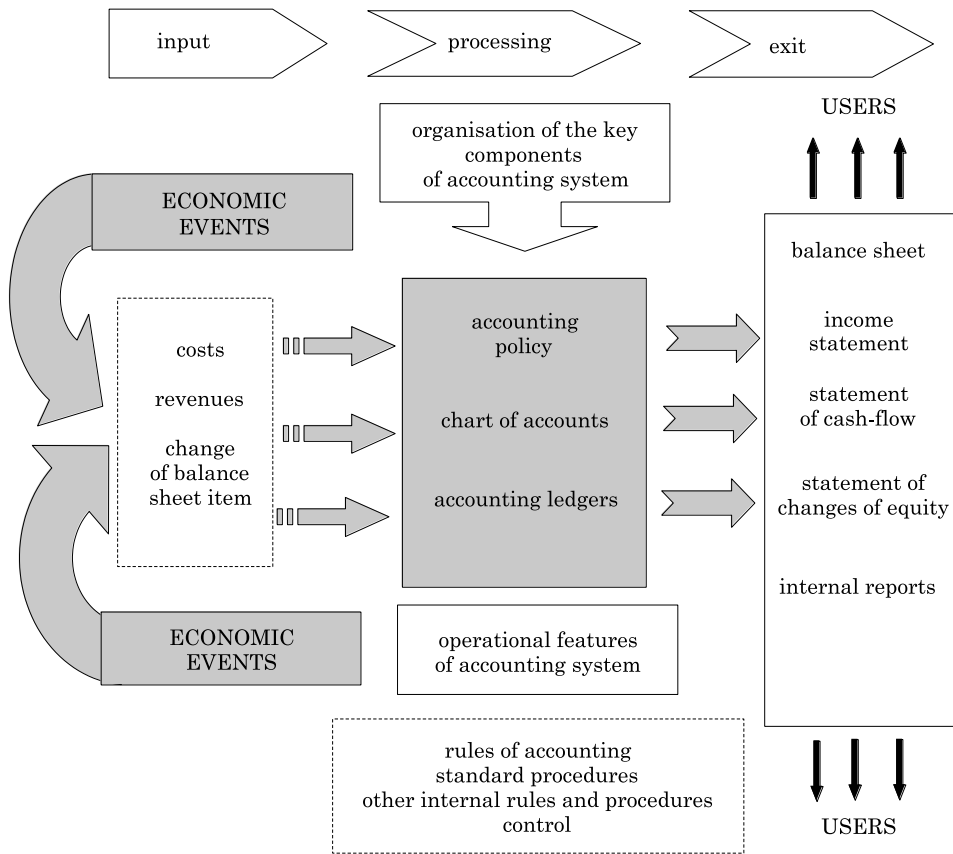 input
processing
exit
USERS
organisation of the key
components
of accounting system
ECONOMIC
EVENTS
balance sheet
income
statement
statement
of cash-flow
statement of
changes of equity
internal reports
costs
revenues
change
of balance
sheet item
accounting
policy
chart of accounts
accounting ledgers
ECONOMIC
EVENTS
operational features
of accounting system
rules of accounting
standard procedures
other internal rules and procedures
control
USERS